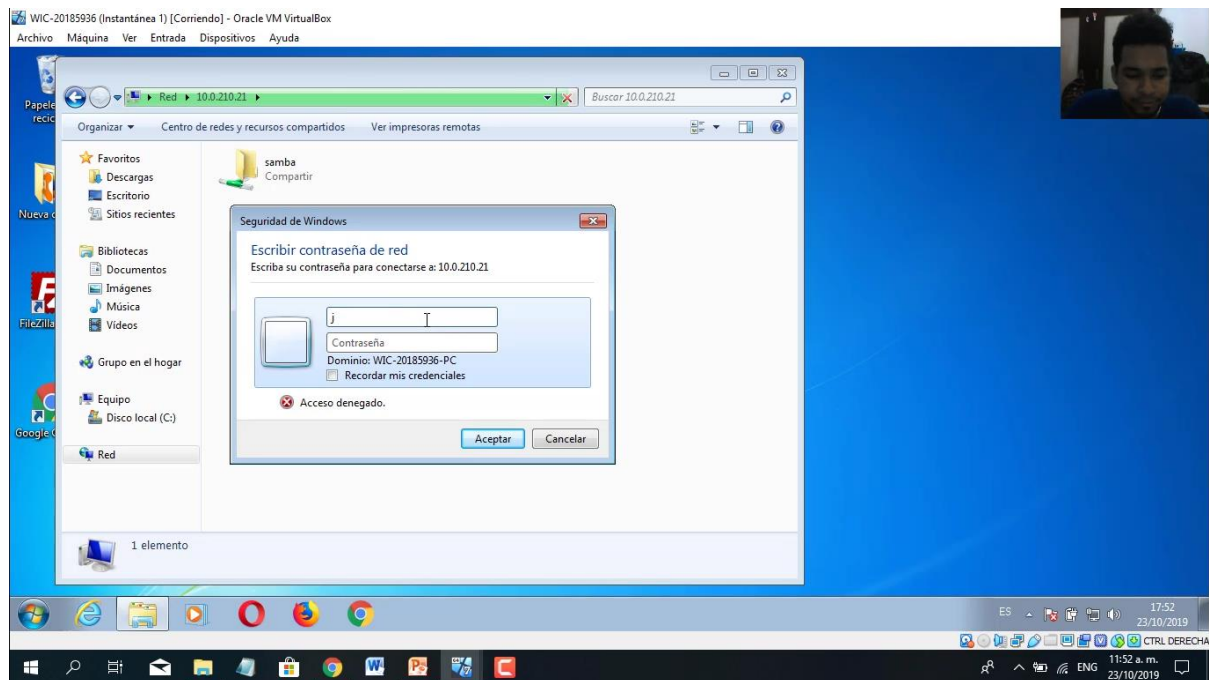 WIC-20185936 (Instantánea 1) [Corriendo] - Oracle VM VirtualBox
Archivo Máquina Ver Entrada Dispositivos Ayuda
Red 10.0.210.21
Buscar 10.0.210.21
Organizar Centro de redes y recursos compartidos Ver impresoras remotas
Favoritos
Descargas
Escritorio
Sitios recientes
Bibliotecas
Documentos
Imágenes
Música
Vídeos
Grupo en el hogar
Equipo
Disco local (C:)
Red
samba
Compartir
Seguridad de Windows
Escribir contraseña de red
Escriba su contraseña para conectarse a: 10.0.210.21
j
Contraseña
Dominio: WIC-20185936-PC
Recordar mis credenciales
Acceso denegado.
Aceptar Cancelar
1 elemento
Papele
recic
Nueva
FileZilla
Google
ES
17:52
23/10/2019
CTRL DERECHA
ENG
11:52 a. m.
23/10/2019